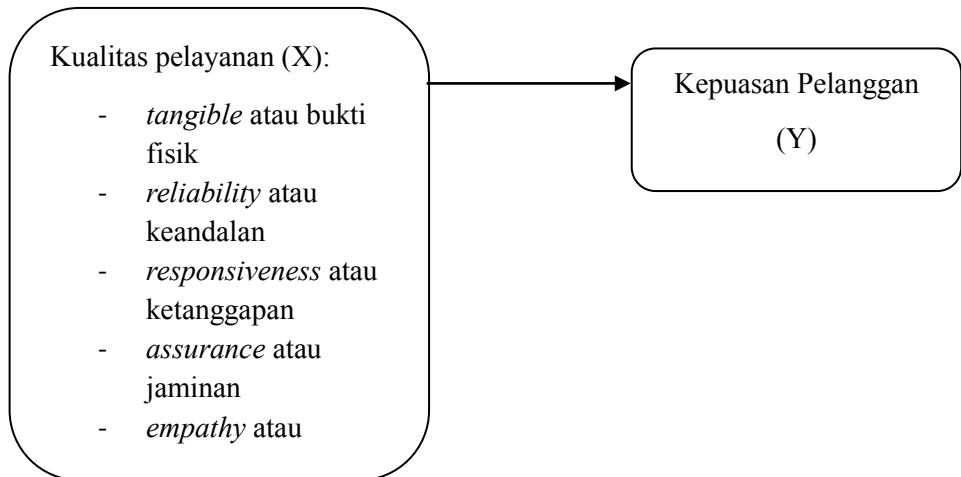 Kualitas pelayanan (X):
- tangible atau bukti
fisik
- reliability atau
keandalan
- responsiveness atau
ketanggapan
- assurance atau
jaminan
- empathy atau
Kepuasan Pelanggan
(Y)